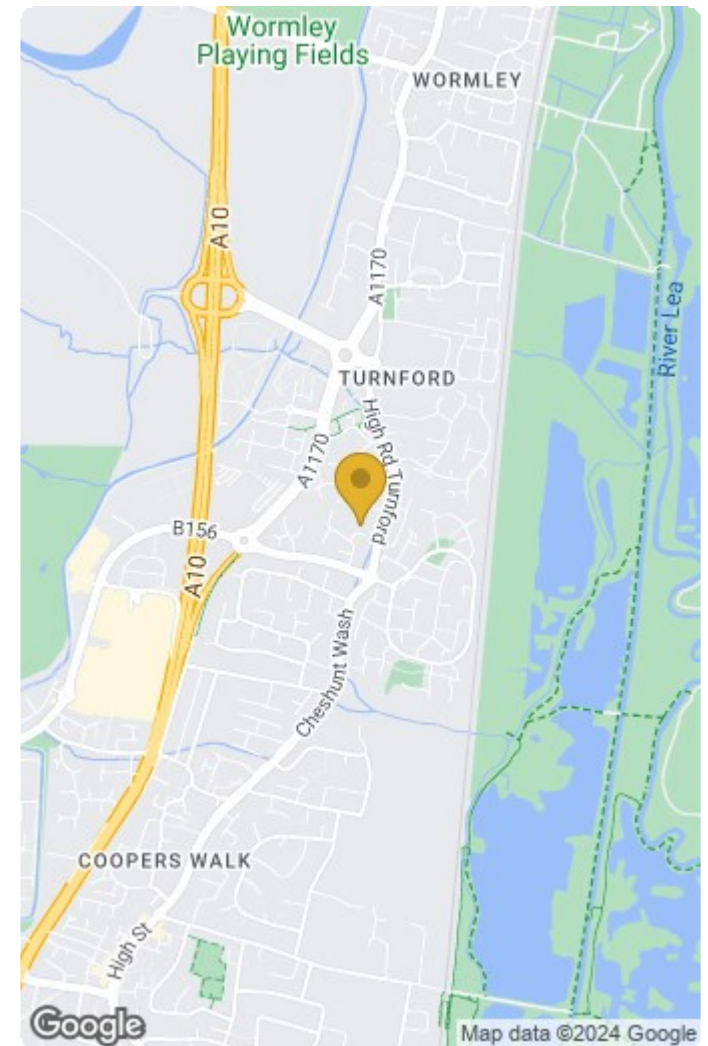 Wormley
Playing Fields
WORMLEY
A10
A1170
River Lea
TURNFORD
High Rd Turnford
A1170
B156
A10
Cheshunt Wash
COOPERS WALK
High St
Google
Map data ©2024 Google